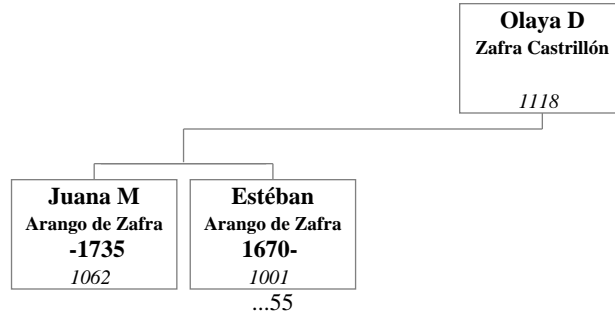 Olaya D
Zafra Castrillón
1118
Juana M
Arango de Zafra
-1735
1062
Estéban
Arango de Zafra
1670-
1001
...55